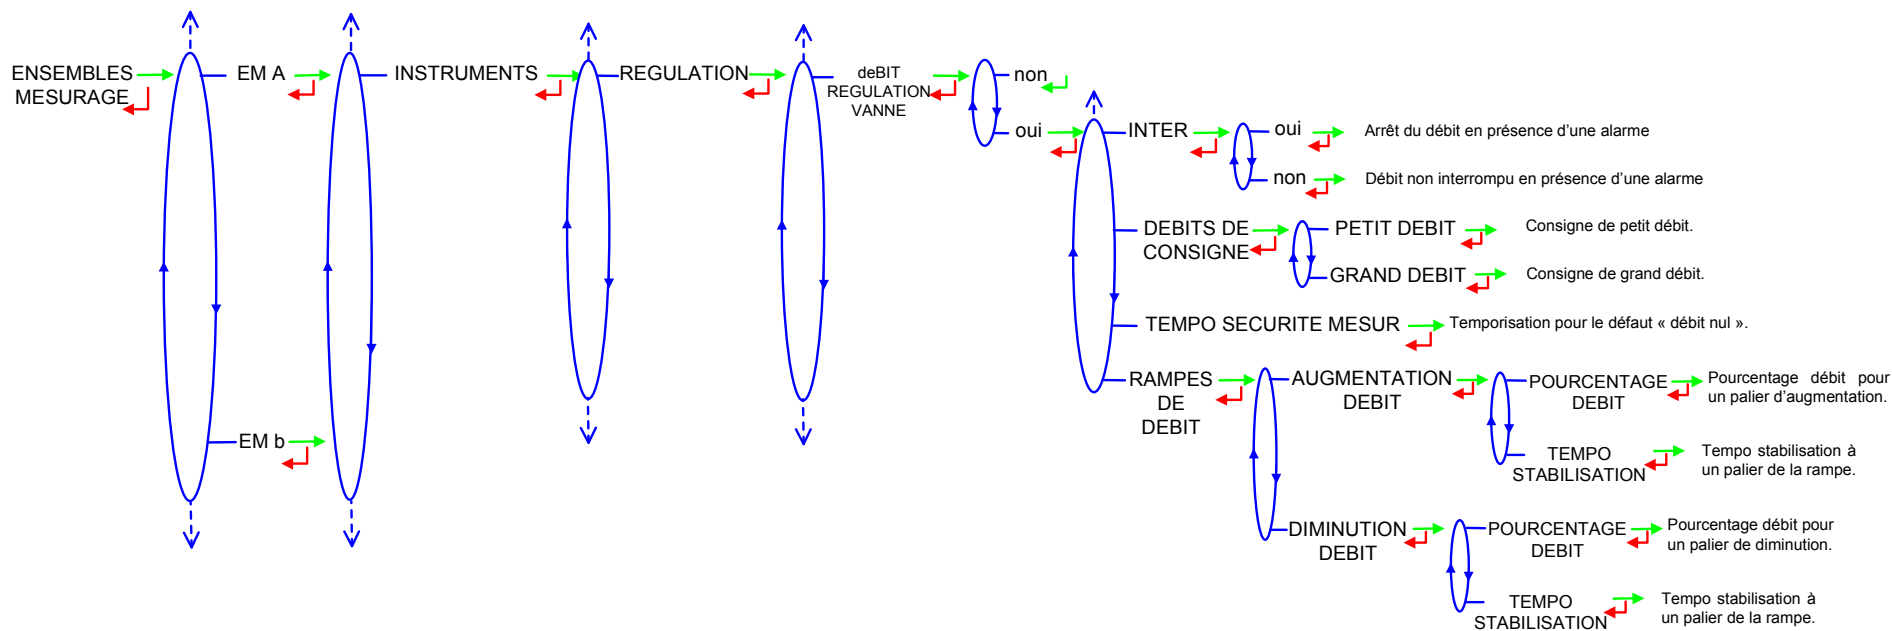 ENSEMBLES
MESURAGE
EM A
EM b
INSTRUMENTS
REGULATION
deBIT
REGULATION
VANNE
non
oui
INTER
oui
Arrêt du débit en présence d'une alarme
non
Débit non interrompu en présence d'une alarme
DEBITS DE
CONSIGNE
PETIT DEBIT
Consigne de petit débit.
GRAND DEBIT
Consigne de grand débit.
TEMPO SECURITE MESUR
Temporisation pour le défaut « débit nul ».
RAMPES
DE
DEBIT
AUGMENTATION
DEBIT
POURCENTAGE
DEBIT
Pourcentage débit pour
un palier d'augmentation.
TEMPO
STABILISATION
Tempo stabilisation à
un palier de la rampe.
DIMINUTION
DEBIT
POURCENTAGE
DEBIT
Pourcentage débit pour
un palier de diminution.
TEMPO
STABILISATION
Tempo stabilisation à
un palier de la rampe.